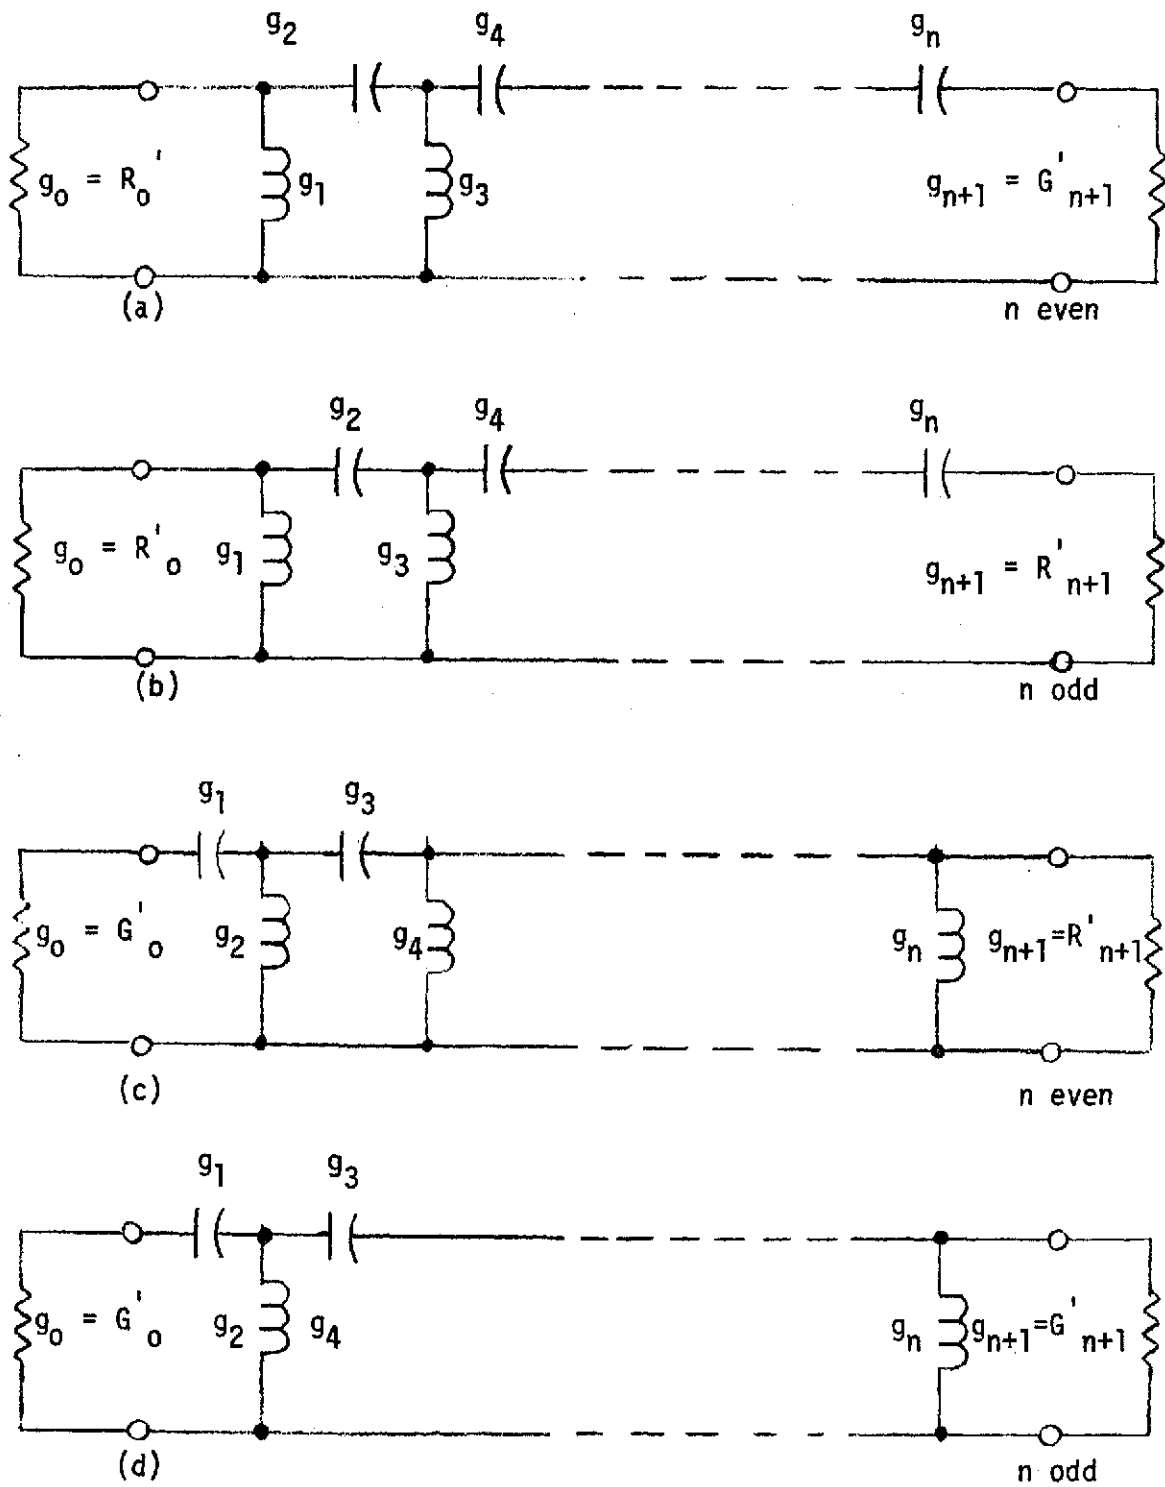 g2 g4 gn
g0 = R0' g1 g3 gn+1 = G'n+1
(a) n even
g2 g4 gn
g0 = R'0 g1 g3 gn+1 = R'n+1
(b) n odd
g1 g3
g0 = G'0 g2 g4 gn gn+1=R'n+1
(c) n even
g1 g3
g0 = G'0 g2 g4 gn gn+1=G'n+1
(d) n odd